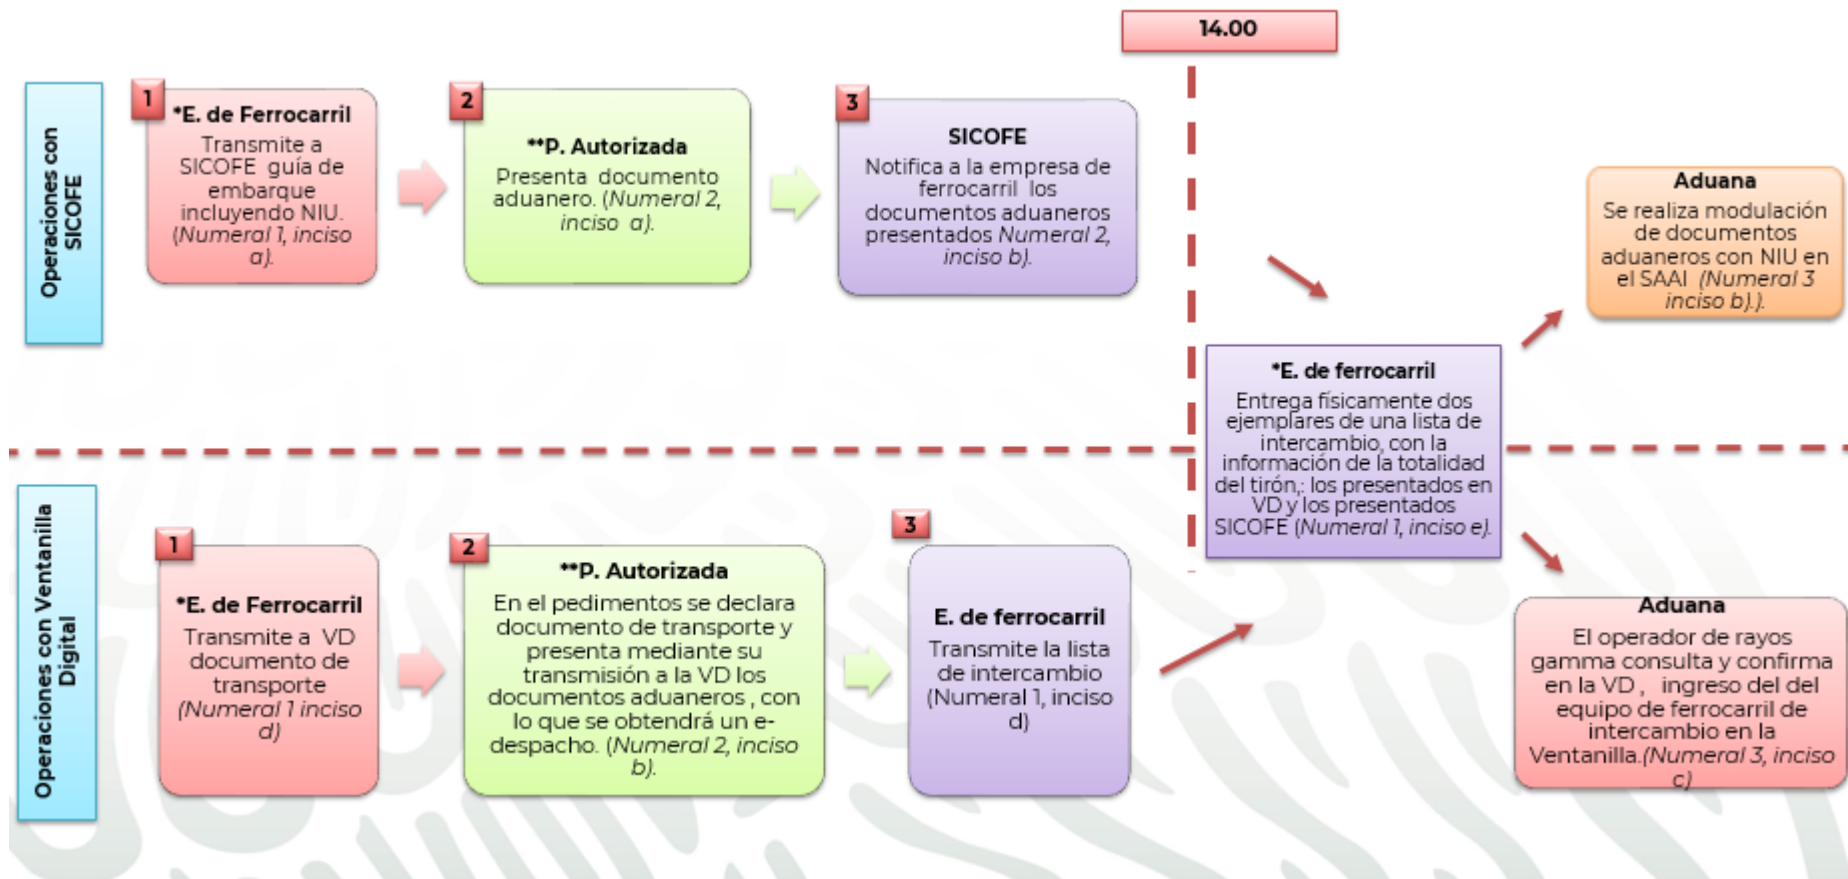 14.00
Operaciones con
SICOFE
1
*E. de Ferrocarril
Transmite a
SICOFE guía de
embarque
incluyendo NIU.
(Numeral 1, inciso
a).
2
**P. Autorizada
Presenta documento
aduanero. (Numeral 2,
inciso a).
3
SICOFE
Notifica a la empresa de
ferrocarril los
documentos aduaneros
presentados Numeral 2,
inciso b).
Aduana
Se realiza modulación
de documentos
aduaneros con NIU en
el SAAI (Numeral 3
inciso b).).
*E. de ferrocarril
Entrega físicamente dos
ejemplares de una lista de
intercambio, con la
información de la totalidad
del tirón,: los presentados en
VD y los presentados
SICOFE (Numeral 1, inciso e).
Operaciones con Ventanilla
Digital
1
*E. de Ferrocarril
Transmite a VD
documento de
transporte
(Numeral 1 inciso
d)
2
**P. Autorizada
En el pedimentos se declara
documento de transporte y
presenta mediante su
transmisión a la VD los
documentos aduaneros , con
lo que se obtendrá un e-
despacho. (Numeral 2, inciso
b).
3
E. de ferrocarril
Transmite la lista
de intercambio
(Numeral 1, inciso
d)
Aduana
El operador de rayos
gamma consulta y confirma
en la VD , ingreso del del
equipo de ferrocarril de
intercambio en la
Ventanilla.(Numeral 3, inciso
c)